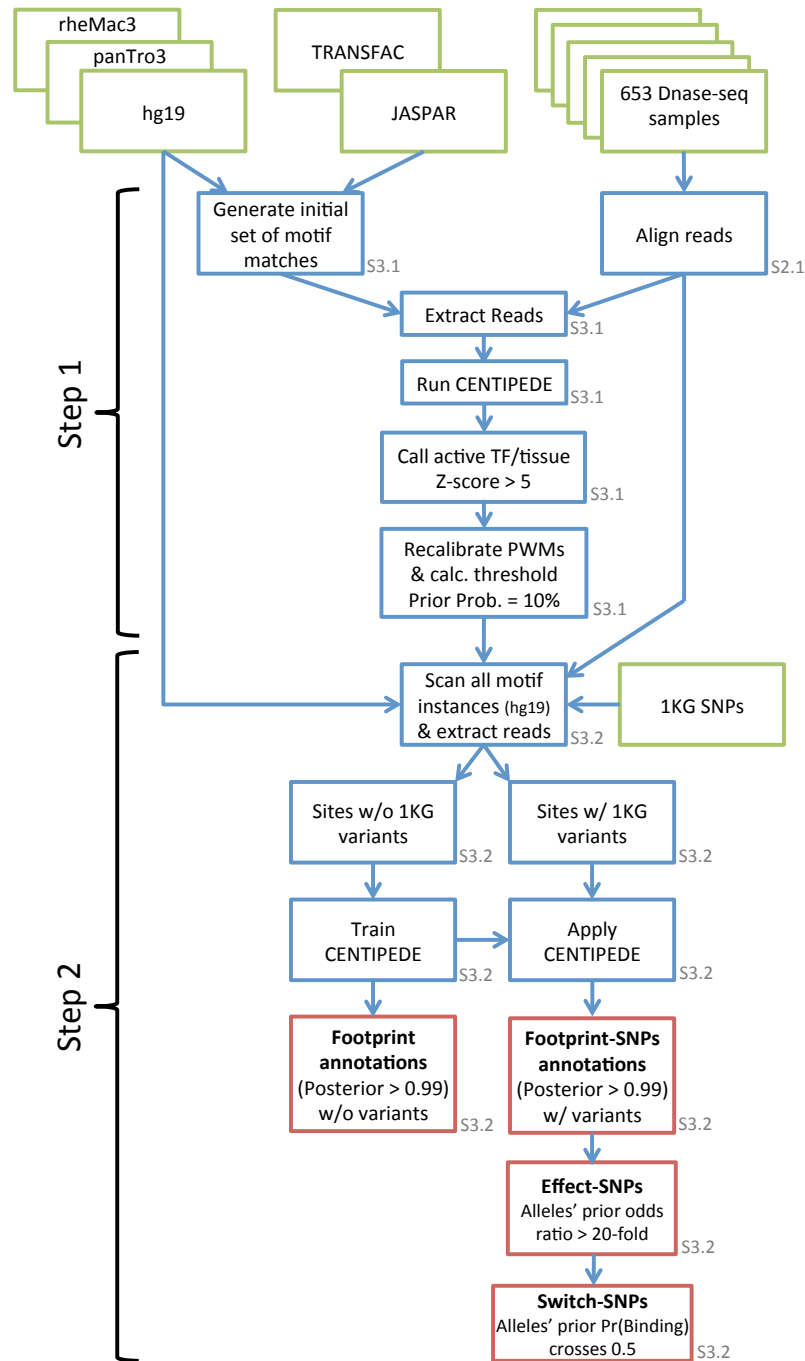 rheMac3
panTro3
hg19
TRANSFAC
JASPAR
653 Dnase-seq
samples
Step 1
Generate initial
set of motif
matches
S3.1
Align reads
S2.1
Extract Reads
S3.1
Run CENTIPEDE
S3.1
Call active TF/tissue
Z-score > 5
S3.1
Recalibrate PWMs
& calc. threshold
Prior Prob. = 10%
S3.1
Step 2
Scan all motif
instances (hg19)
& extract reads
S3.2
1KG SNPs
Sites w/o 1KG
variants
S3.2
Sites w/ 1KG
variants
S3.2
Train
CENTIPEDE
S3.2
Apply
CENTIPEDE
S3.2
Footprint
annotations
(Posterior > 0.99)
w/o variants
S3.2
Footprint-SNPs
annotations
(Posterior > 0.99)
w/ variants
S3.2
Effect-SNPs
Alleles’ prior odds
ratio > 20-fold
S3.2
Switch-SNPs
Alleles’ prior Pr(Binding)
crosses 0.5
S3.2